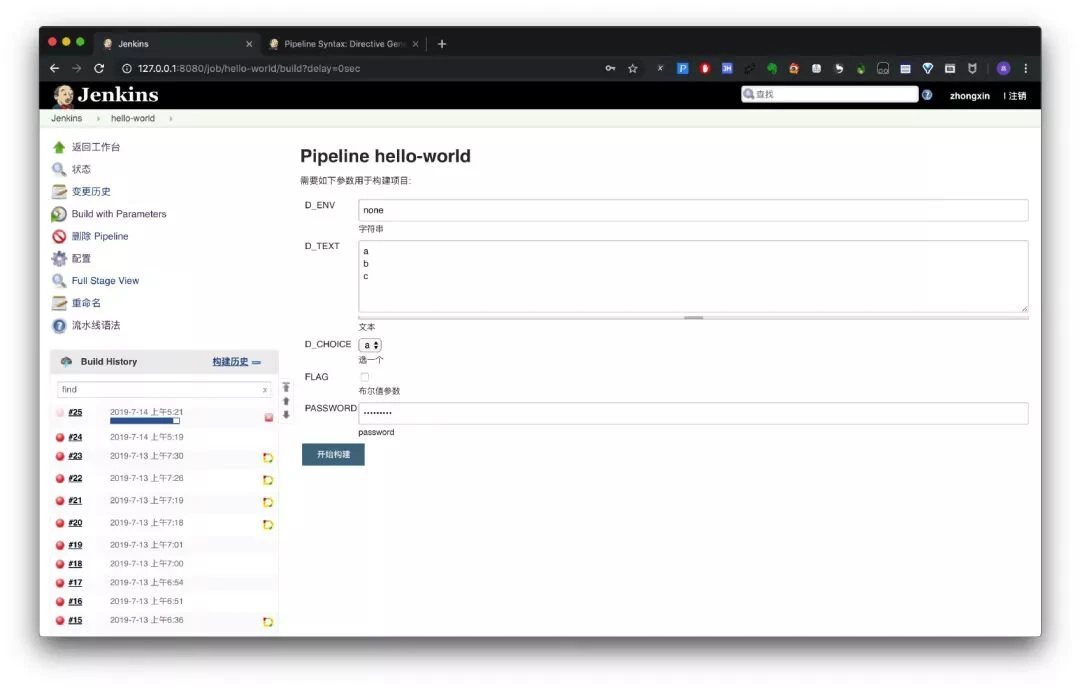 Jenkins
Pipeline Syntax: Directive Gene
127.0.0.1:8080/job/hello-world/build?delay=0sec
Jenkins
查找
zhongxin
注销
Jenkins
hello-world
返回工作台
状态
变更历史
Build with Parameters
删除 Pipeline
配置
Full Stage View
重命名
流水线语法
Build History
构建历史
find
x
#25 2019-7-14 上午5:21
#24 2019-7-14 上午5:19
#23 2019-7-13 上午7:30
#22 2019-7-13 上午7:26
#21 2019-7-13 上午7:19
#20 2019-7-13 上午7:18
#19 2019-7-13 上午7:01
#18 2019-7-13 上午7:00
#17 2019-7-13 上午6:54
#16 2019-7-13 上午6:51
#15 2019-7-13 上午6:36
Pipeline hello-world
需要如下参数用于构建项目:
D_ENV
none
字符串
D_TEXT
a
b
c
文本
D_CHOICE
a
选一个
FLAG
布尔值参数
PASSWORD
•••••••••
password
开始构建